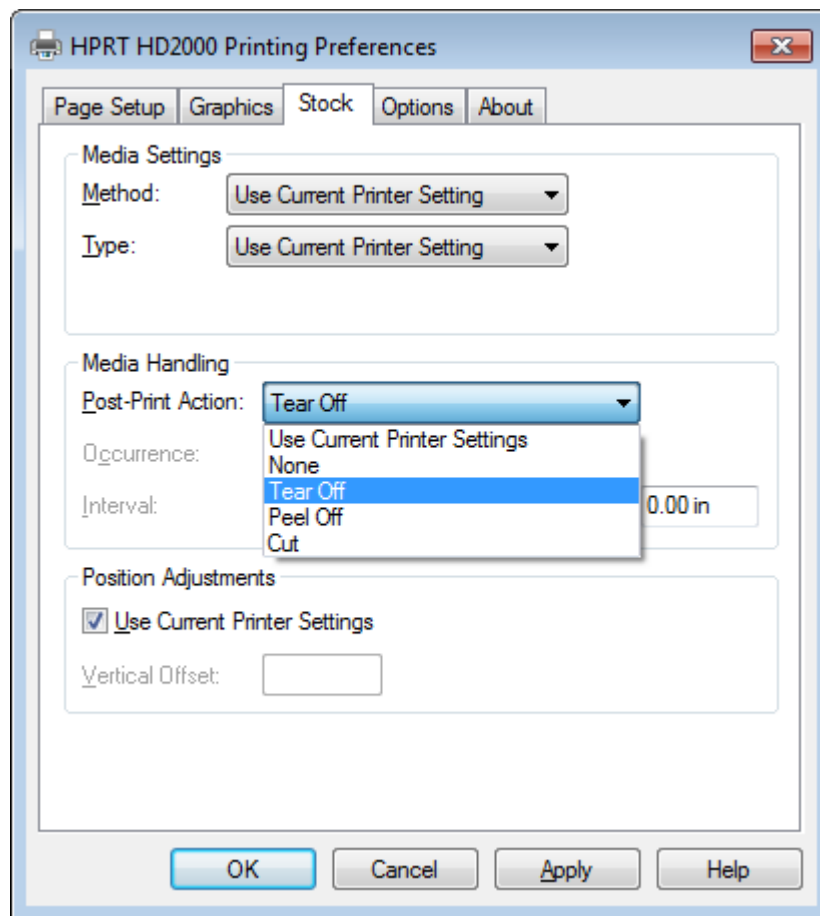 HPRT HD2000 Printing Preferences
Page Setup Graphics Stock Options About
Media Settings
Method: Use Current Printer Setting
Type: Use Current Printer Setting
Media Handling
Post-Print Action: Tear Off
Use Current Printer Settings
Occurrence:
None
Tear Off
Interval: 0.00 in
Peel Off
Cut
Position Adjustments
Use Current Printer Settings
Vertical Offset:
OK Cancel Apply Help